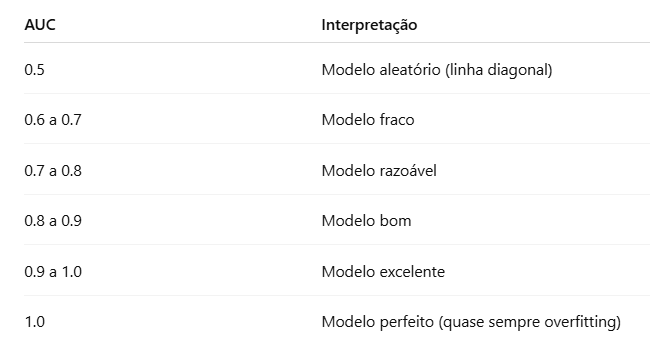 AUC Interpretação
0.5 Modelo aleatório (linha diagonal)
0.6 a 0.7 Modelo fraco
0.7 a 0.8 Modelo razoável
0.8 a 0.9 Modelo bom
0.9 a 1.0 Modelo excelente
1.0 Modelo perfeito (quase sempre overfitting)